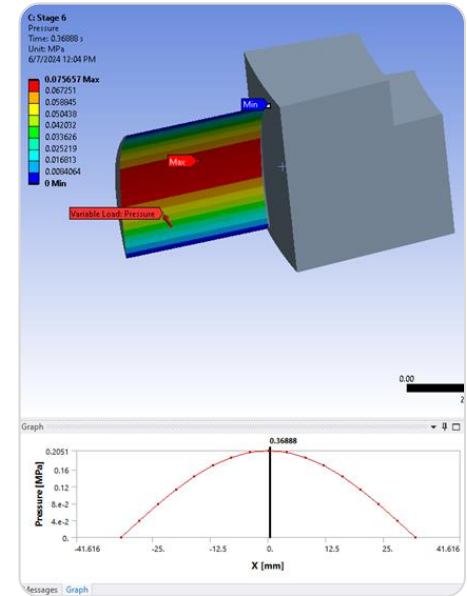 C: Stage 6
Pressure
Time: 0.36888 s
Unit: MPa
6/7/2024 12:04 PM
0.075657 Max
0.067251
0.058845
0.050438
0.042032
0.033626
0.025219
0.016813
0.0084064
0 Min
Min
Max
Variable Load: Pressure
0.00
2
Graph
0.36888
0.2051
0.16
0.12
8.e-2
4.e-2
0.
Pressure [MPa]
-41.616 -25. -12.5 0. 12.5 25. 41.616
X [mm]
Messages Graph